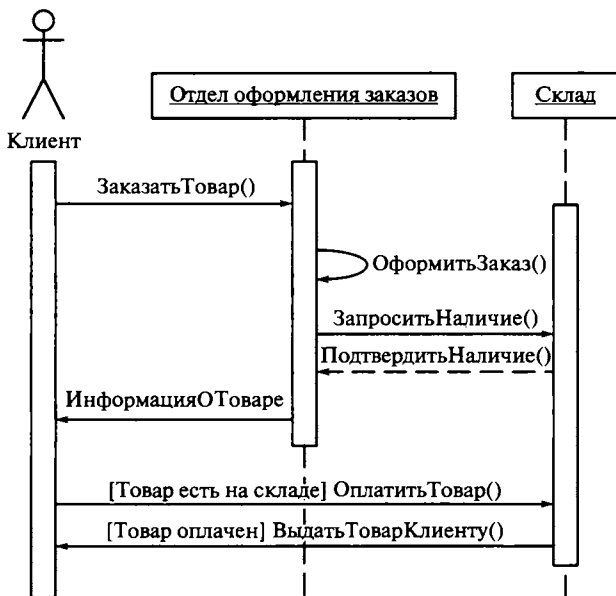 Отдел оформления заказов
Склад
Клиент
ЗаказатьТовар()
ОформитьЗаказ()
ЗапроситьНаличие()
ПодтвердитьНаличие()
ИнформацияОТоваре
[Товар есть на складе] ОплатитьТовар()
[Товар оплачен] ВыдатьТоварКлиенту()